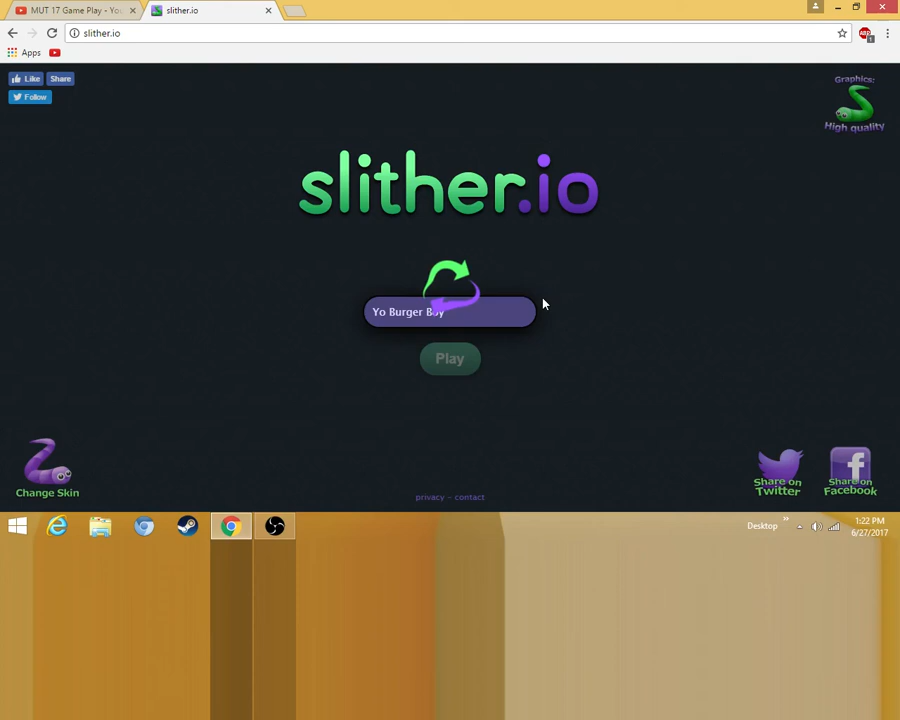 MUT 17 Game Play - You
slither.io
slither.io
Apps
Like Share
Follow
Graphics:
High quality
slither.io
Yo Burger Boy
Play
Change Skin
Share on Twitter
Share on Facebook
privacy - contact
ABP
1
Desktop
1:22 PM
6/27/2017